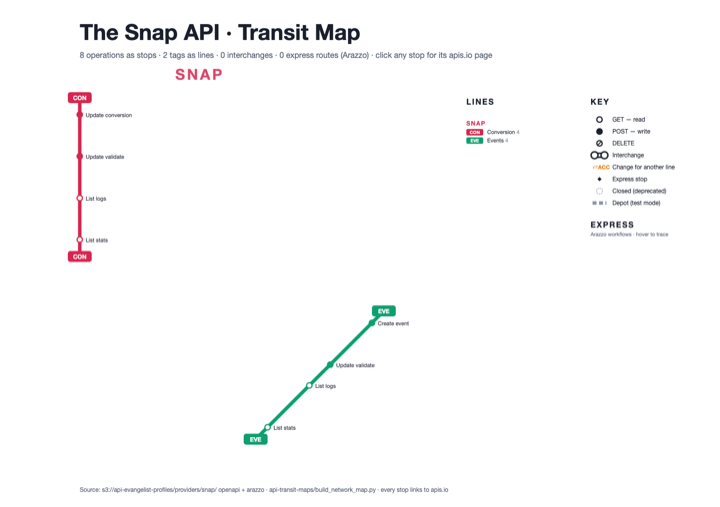 The Snap API · Transit Map
8 operations as stops · 2 tags as lines · 0 interchanges · 0 express routes (Arazzo) · click any stop for its apis.io page
SNAP
CON
Update conversion
Update validate
List logs
List stats
CON
EVE
Create event
Update validate
List logs
List stats
EVE
LINES
SNAP
CON Conversion 4
EVE Events 4
KEY
GET — read
POST — write
DELETE
Interchange
⇄ACC Change for another line
Express stop
Closed (deprecated)
Depot (test mode)
EXPRESS
Arazzo workflows · hover to trace
Source: s3://api-evangelist-profiles/providers/snap/ openapi + arazzo · api-transit-maps/build_network_map.py · every stop links to apis.io